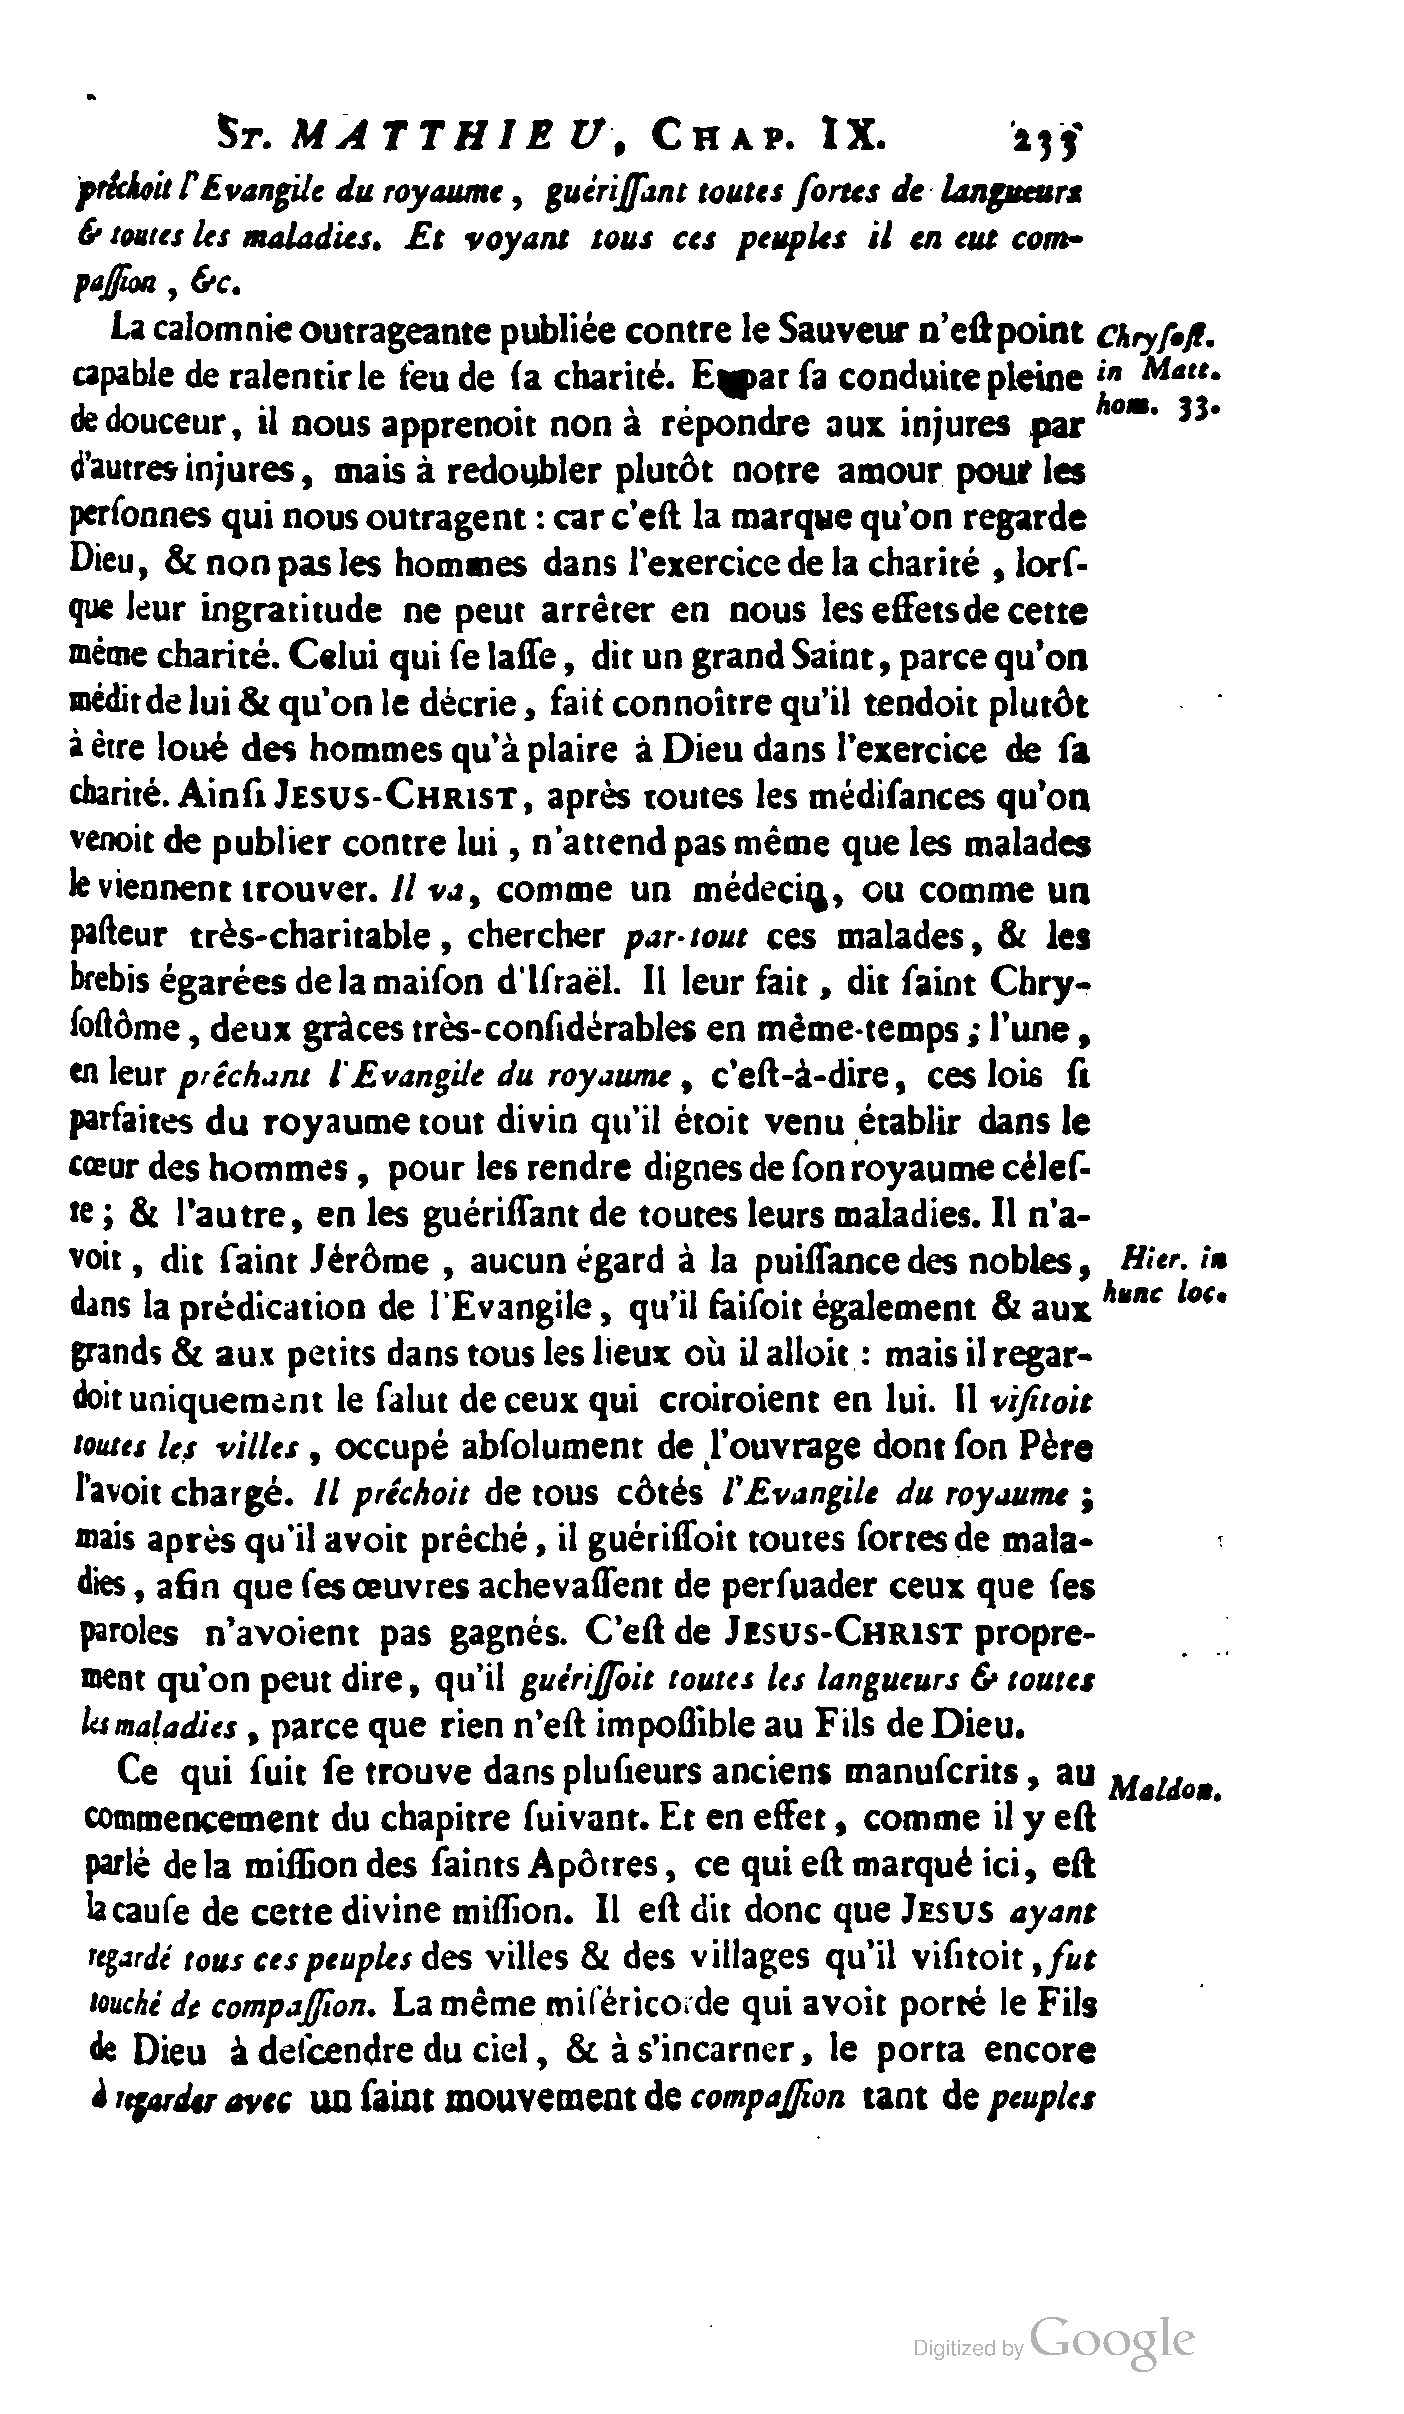 St. MATTHIEU, Chap. IX. 235
prêchoit l'Evangile du royaume, guériſſant toutes ſortes de langueurs
& toutes les maladies. Et voyant tous ces peuples il en eut com-
paſſion, &c.
La calomnie outrageante publiée contre le Sauveur n'eſt point
Chryſoſt.
capable de ralentir le feu de ſa charité. Et par ſa conduite pleine
in Matt.
de douceur, il nous apprenoit non à répondre aux injures par
hom. 33.
d'autres injures, mais à redoubler plutôt notre amour pour les
perſonnes qui nous outragent : car c'eſt la marque qu'on regarde
Dieu, & non pas les hommes dans l'exercice de la charité, lorſ-
que leur ingratitude ne peut arrêter en nous les effets de cette
même charité. Celui qui ſe laſſe, dit un grand Saint, parce qu'on
médit de lui & qu'on le décrie, fait connoître qu'il tendoit plutôt
à être loué des hommes qu'à plaire à Dieu dans l'exercice de ſa
charité. Ainſi JESUS-CHRIST, après toutes les médiſances qu'on
venoit de publier contre lui, n'attend pas même que les malades
le viennent trouver. Il va, comme un médecin, ou comme un
paſteur très-charitable, chercher par-tout ces malades, & les
brebis égarées de la maiſon d'Iſraël. Il leur fait, dit ſaint Chry-
ſoſtôme, deux grâces très-conſidérables en même-temps ; l'une,
en leur prêchant l'Evangile du royaume, c'eſt-à-dire, ces lois ſi
parfaites du royaume tout divin qu'il étoit venu établir dans le
cœur des hommes, pour les rendre dignes de ſon royaume céleſ-
te ; & l'autre, en les guériſſant de toutes leurs maladies. Il n'a-
voit, dit ſaint Jérôme, aucun égard à la puiſſance des nobles,
Hier. in
dans la prédication de l'Evangile, qu'il faiſoit également & aux
hunc loc.
grands & aux petits dans tous les lieux où il alloit : mais il regar-
doit uniquement le ſalut de ceux qui croiroient en lui. Il viſitoit
toutes les villes, occupé abſolument de l'ouvrage dont ſon Père
l'avoit chargé. Il prêchoit de tous côtés l'Evangile du royaume ;
mais après qu'il avoit prêché, il guériſſoit toutes ſortes de mala-
dies, afin que ſes œuvres achevaſſent de perſuader ceux que ſes
paroles n'avoient pas gagnés. C'eſt de JESUS-CHRIST propre-
ment qu'on peut dire, qu'il guériſſoit toutes les langueurs & toutes
les maladies, parce que rien n'eſt impoſſible au Fils de Dieu.
Ce qui ſuit ſe trouve dans pluſieurs anciens manuſcrits, au
Maldon.
commencement du chapitre ſuivant. Et en effet, comme il y eſt
parlé de la miſſion des ſaints Apôtres, ce qui eſt marqué ici, eſt
la cauſe de cette divine miſſion. Il eſt dit donc que JESUS ayant
regardé tous ces peuples des villes & des villages qu'il viſitoit, fut
touché de compaſſion. La même miſéricorde qui avoit porté le Fils
de Dieu à deſcendre du ciel, & à s'incarner, le porta encore
à regarder avec un ſaint mouvement de compaſſion tant de peuples
Digitized by Google